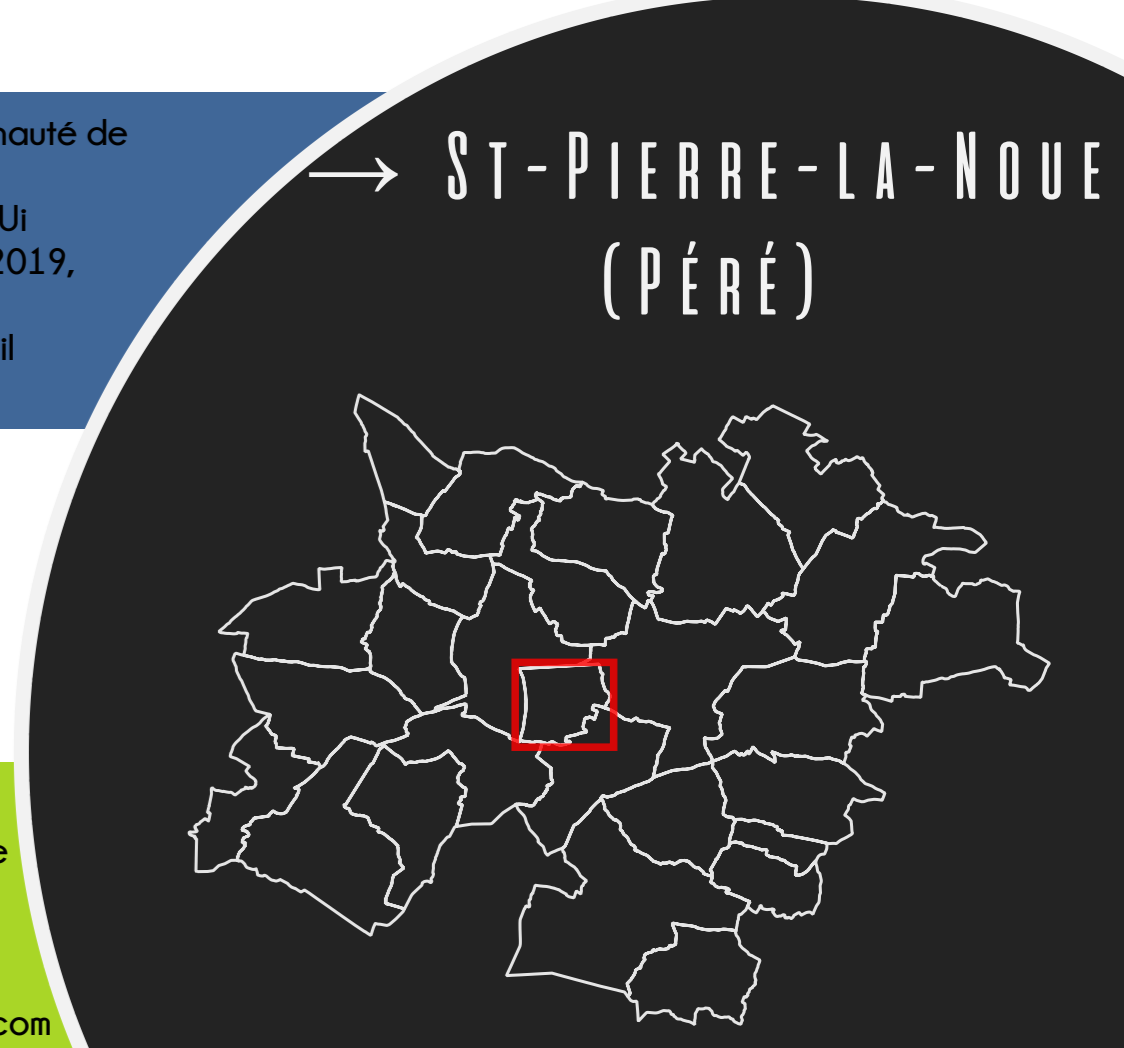 nauté de
Ui
2019,
il
→ St-Pierre-la-Noue
(Péré)
e
com